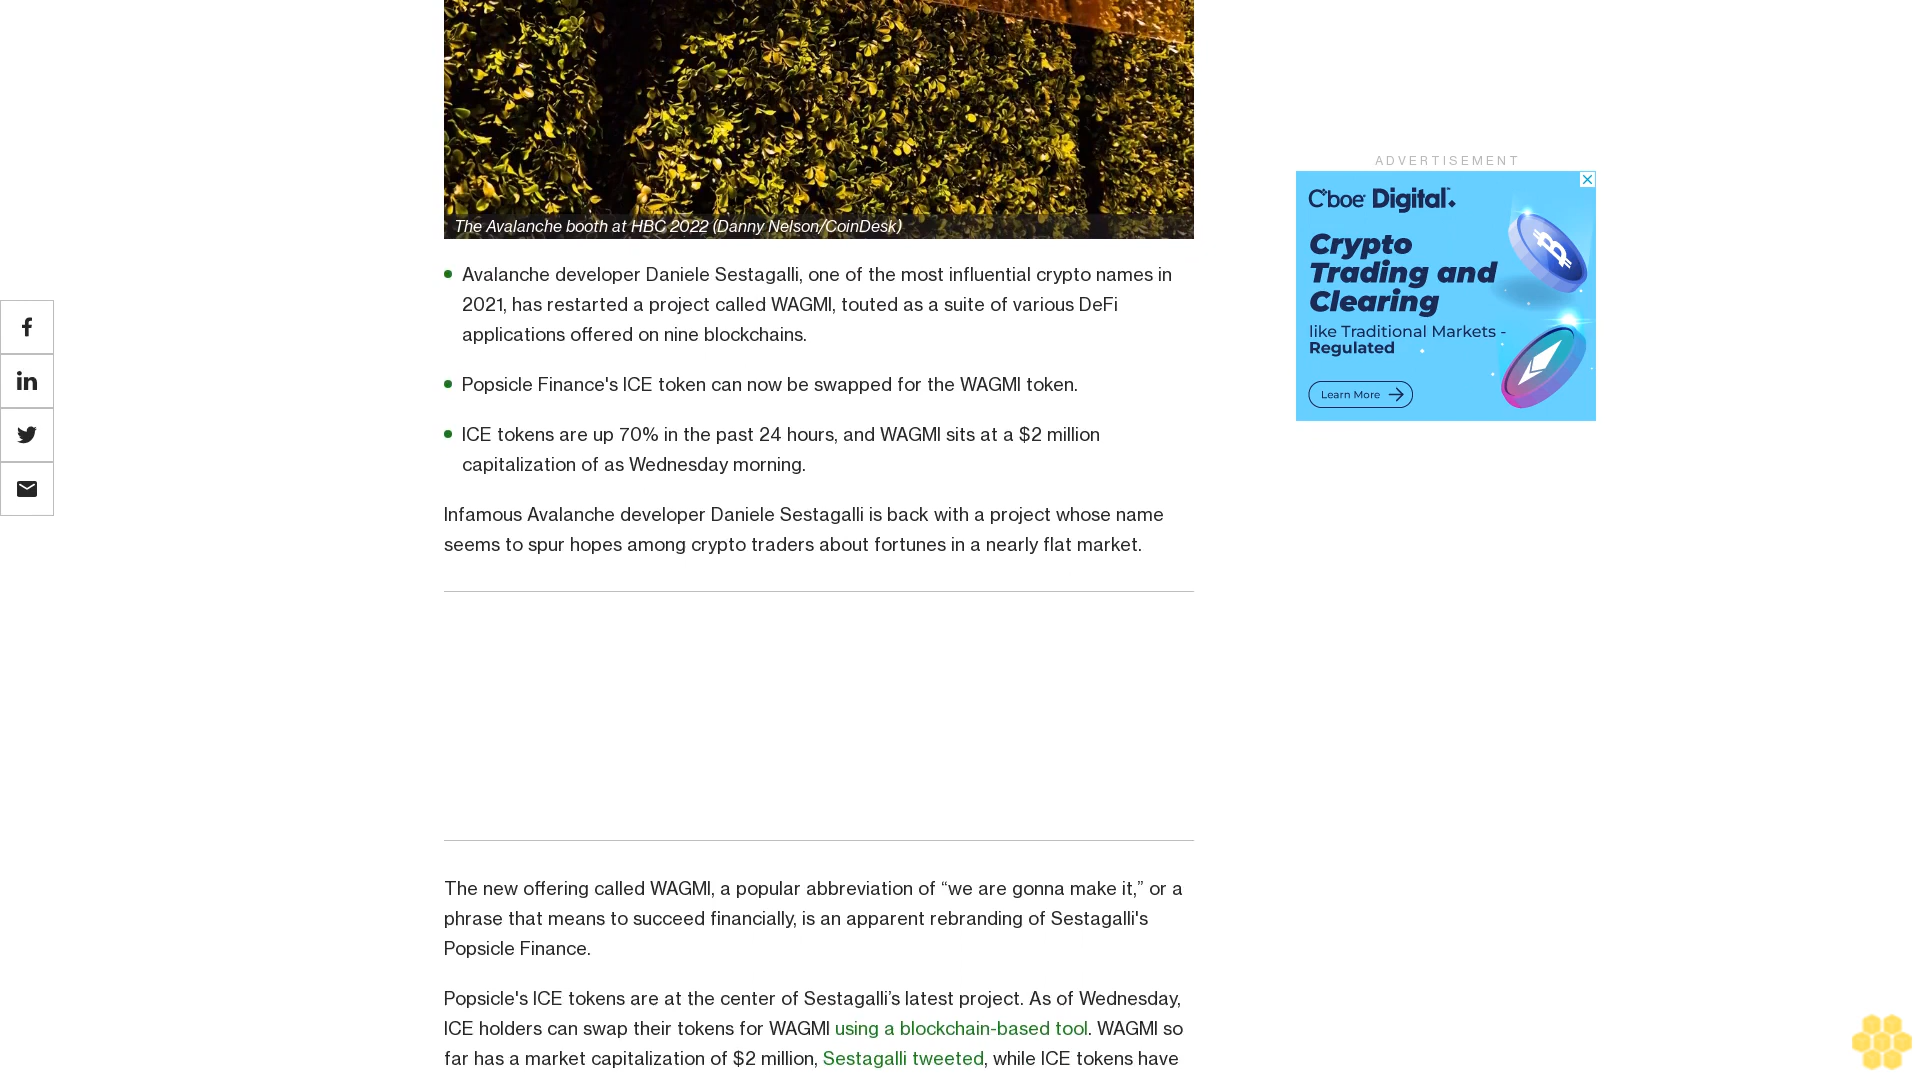 The Avalanche booth at HBC 2022 (Danny Nelson/CoinDesk)
Avalanche developer Daniele Sestagalli, one of the most influential crypto names in
2021, has restarted a project called WAGMI, touted as a suite of various DeFi
applications offered on nine blockchains.
Popsicle Finance's ICE token can now be swapped for the WAGMI token.
ICE tokens are up 70% in the past 24 hours, and WAGMI sits at a $2 million
capitalization of as Wednesday morning.
Infamous Avalanche developer Daniele Sestagalli is back with a project whose name
seems to spur hopes among crypto traders about fortunes in a nearly flat market.
The new offering called WAGMI, a popular abbreviation of “we are gonna make it,” or a
phrase that means to succeed financially, is an apparent rebranding of Sestagalli's
Popsicle Finance.
Popsicle's ICE tokens are at the center of Sestagalli’s latest project. As of Wednesday,
ICE holders can swap their tokens for WAGMI using a blockchain-based tool. WAGMI so
far has a market capitalization of $2 million, Sestagalli tweeted, while ICE tokens have
ADVERTISEMENT
Cboe Digital
Crypto
Trading and
Clearing
like Traditional Markets -
Regulated
Learn More